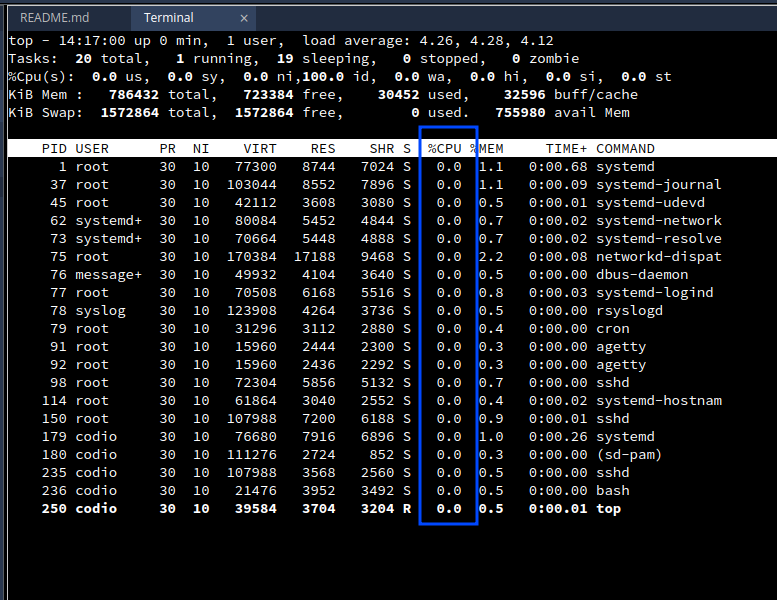 README.md Terminal ×
top - 14:17:00 up 0 min,  1 user,  load average: 4.26, 4.28, 4.12
Tasks:  20 total,   1 running,  19 sleeping,   0 stopped,   0 zombie
%Cpu(s):  0.0 us,  0.0 sy,  0.0 ni,100.0 id,  0.0 wa,  0.0 hi,  0.0 si,  0.0 st
KiB Mem :   786432 total,   723384 free,    30452 used,    32596 buff/cache
KiB Swap:  1572864 total,  1572864 free,        0 used.   755980 avail Mem
PID USER      PR  NI    VIRT    RES    SHR S  %CPU %MEM     TIME+ COMMAND
1 root      30  10   77300   8744   7024 S   0.0  1.1   0:00.68 systemd
37 root      30  10  103044   8552   7896 S   0.0  1.1   0:00.09 systemd-journal
45 root      30  10   42112   3608   3080 S   0.0  0.5   0:00.01 systemd-udevd
62 systemd+  30  10   80084   5452   4844 S   0.0  0.7   0:00.02 systemd-network
73 systemd+  30  10   70664   5448   4888 S   0.0  0.7   0:00.02 systemd-resolve
75 root      30  10  170384  17188   9468 S   0.0  2.2   0:00.08 networkd-dispat
76 message+  30  10   49932   4104   3640 S   0.0  0.5   0:00.00 dbus-daemon
77 root      30  10   70508   6168   5516 S   0.0  0.8   0:00.03 systemd-logind
78 syslog    30  10  123908   4264   3736 S   0.0  0.5   0:00.00 rsyslogd
79 root      30  10   31296   3112   2880 S   0.0  0.4   0:00.00 cron
91 root      30  10   15960   2444   2300 S   0.0  0.3   0:00.00 agetty
92 root      30  10   15960   2436   2292 S   0.0  0.3   0:00.00 agetty
98 root      30  10   72304   5856   5132 S   0.0  0.7   0:00.00 sshd
114 root      30  10   61864   3040   2552 S   0.0  0.4   0:00.02 systemd-hostnam
150 root      30  10  107988   7200   6188 S   0.0  0.9   0:00.01 sshd
179 codio     30  10   76680   7916   6896 S   0.0  1.0   0:00.26 systemd
180 codio     30  10  111276   2724    852 S   0.0  0.3   0:00.00 (sd-pam)
235 codio     30  10  107988   3568   2560 S   0.0  0.5   0:00.00 sshd
236 codio     30  10   21476   3952   3492 S   0.0  0.5   0:00.00 bash
250 codio     30  10   39584   3704   3204 R   0.0  0.5   0:00.01 top